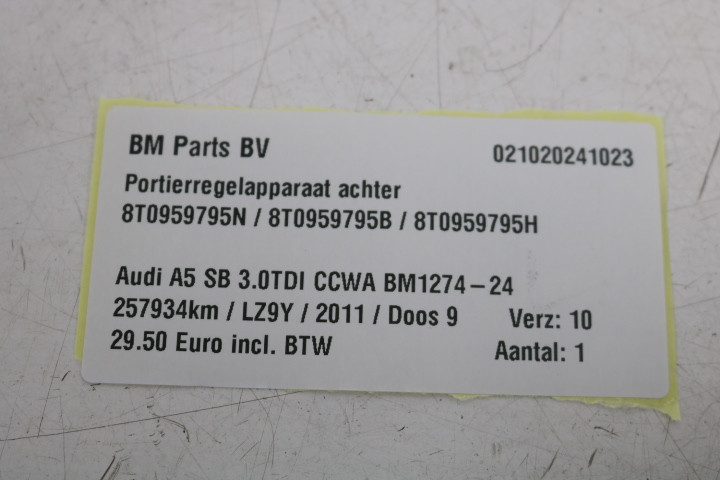 BM Parts BV 021020241023
Portierregelapparaat achter
8T0959795N / 8T0959795B / 8T0959795H
Audi A5 SB 3.0TDI CCWA BM1274-24
257934km / LZ9Y / 2011 / Doos 9 Verz: 10
29.50 Euro incl. BTW Aantal: 1